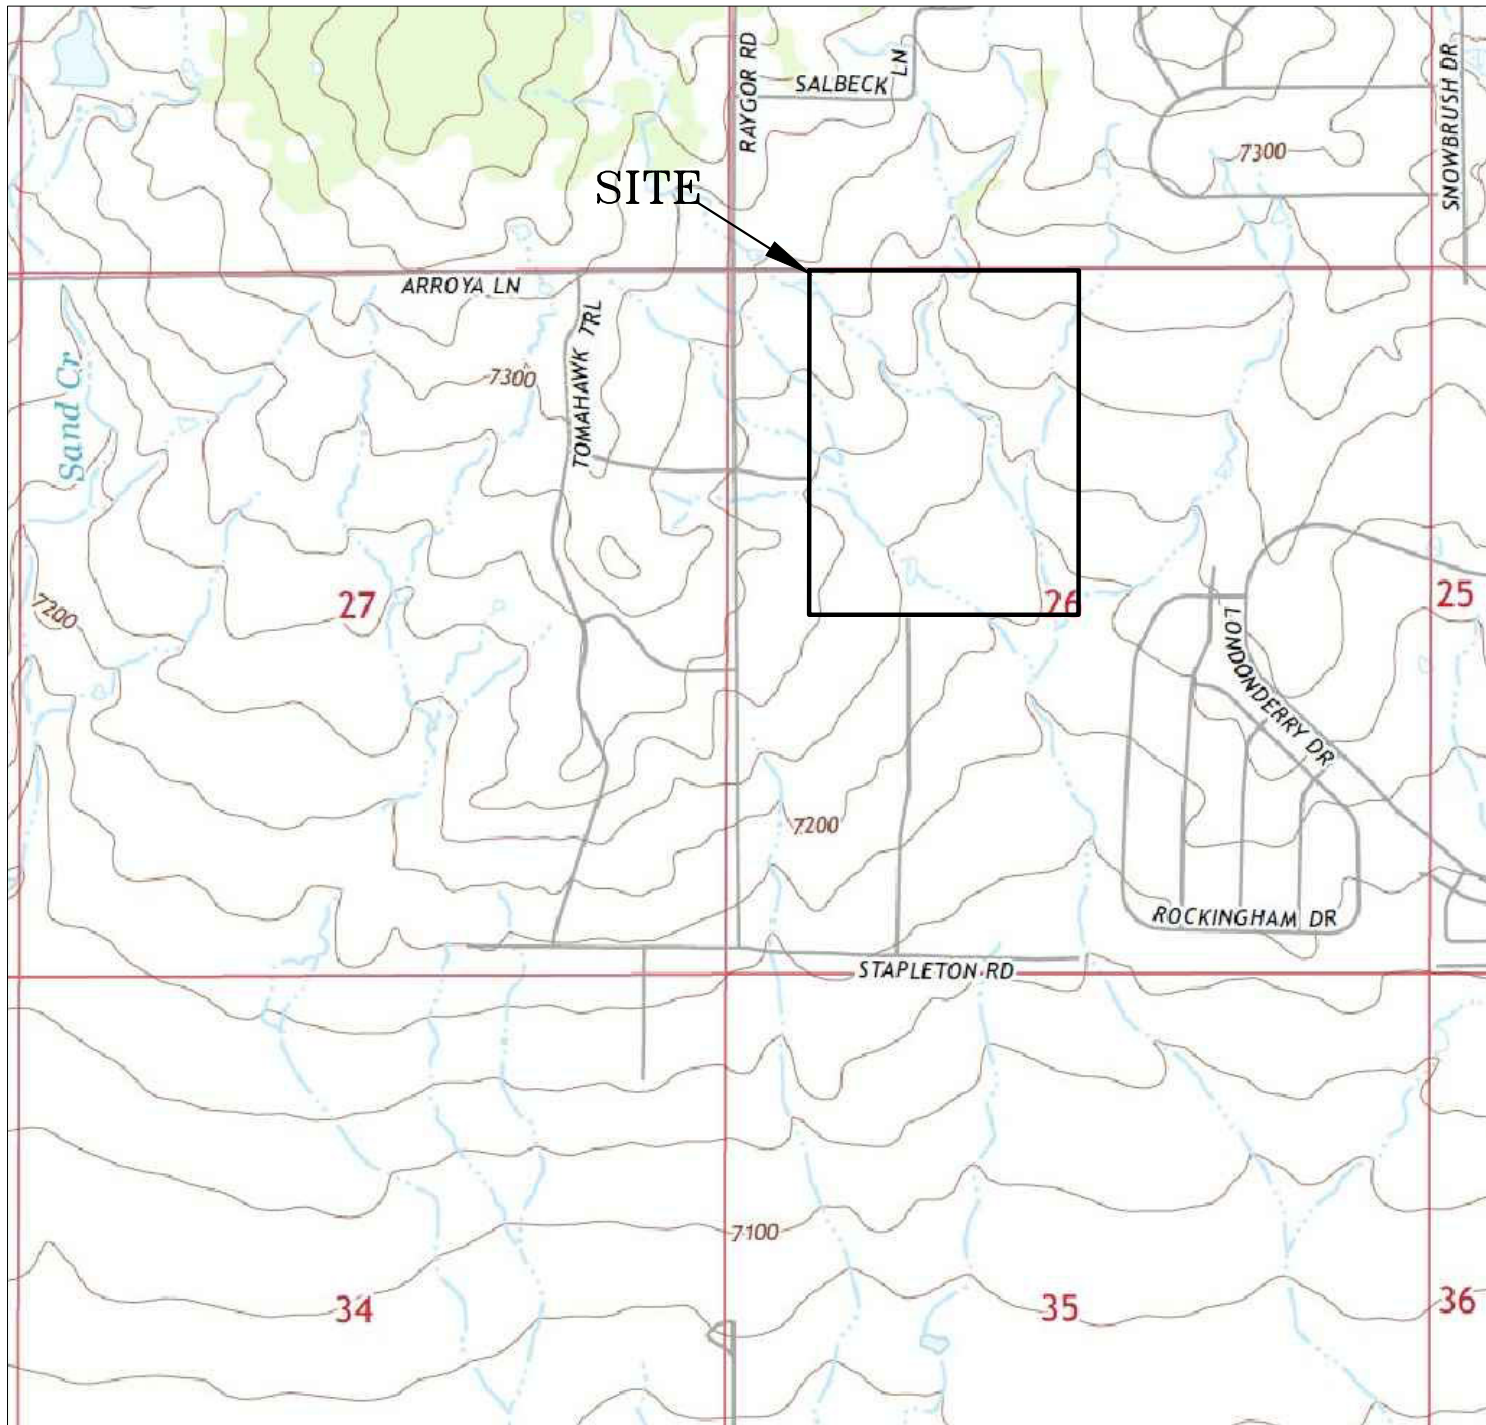 RAYGOR RD
SALBECK LN
SNOWBRUSH DR
7300
SITE
ARROYA LN
TOMAHAWK TRL
7300
Sand Cr
7200
27
26
25
LONDONDERRY DR
7200
ROCKINGHAM DR
STAPLETON RD
7100
34
35
36